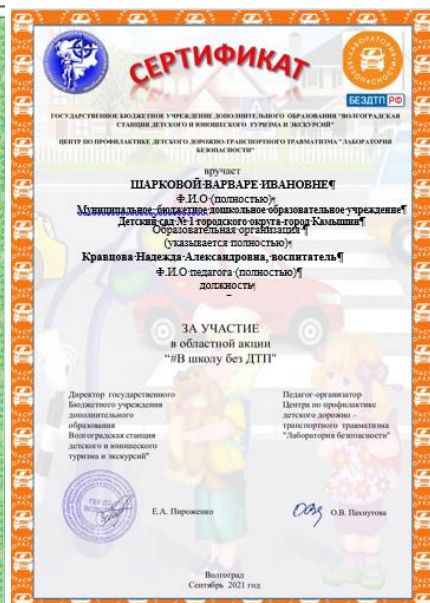 СЕРТИФИКАТ
БЕЗДТП РФ
ГОСУДАРСТВЕННОЕ БЮДЖЕТНОЕ УЧРЕЖДЕНИЕ ДОПОЛНИТЕЛЬНОГО ОБРАЗОВАНИЯ "ВОЛГОГРАДСКАЯ
СТАНЦИЯ ДЕТСКОГО И ЮНОШЕСКОГО ТУРИЗМА И ЭКСКУРСИЙ"
ЦЕНТР ПО ПРОФИЛАКТИКЕ ДЕТСКОГО ДОРОЖНО-ТРАНСПОРТНОГО ТРАВМАТИЗМА "ЛАБОРАТОРИЯ
БЕЗОПАСНОСТИ"
вручает
ШАРКОВОЙ·ВАРВАРЕ·ИВАНОВНЕ¶
Ф.И.О·(полностью)¶
Муниципальное·бюджетное·дошкольное·образовательное·учреждение¶
Детский·сад·№·1·городского·округа-город·Камышин¶
Образовательная·организация·¶
(указывается·полностью)¶
Кравцова·Надежда·Александровна,·воспитатель¶
Ф.И.О·педагога·(полностью)¶
должность
ЗА УЧАСТИЕ
в областной акции
“#В школу без ДТП”
Директор государственного
Бюджетного учреждения
дополнительного
образования
Волгоградская станция
детского и юношеского
туризма и экскурсий"
Педагог-организатор
Центра по профилактике
детского дорожно –
транспортного травматизма
"Лаборатория безопасности"
Е.А. Пироженко
О.В. Пахнутова
Волгоград
Сентябрь 2021 год